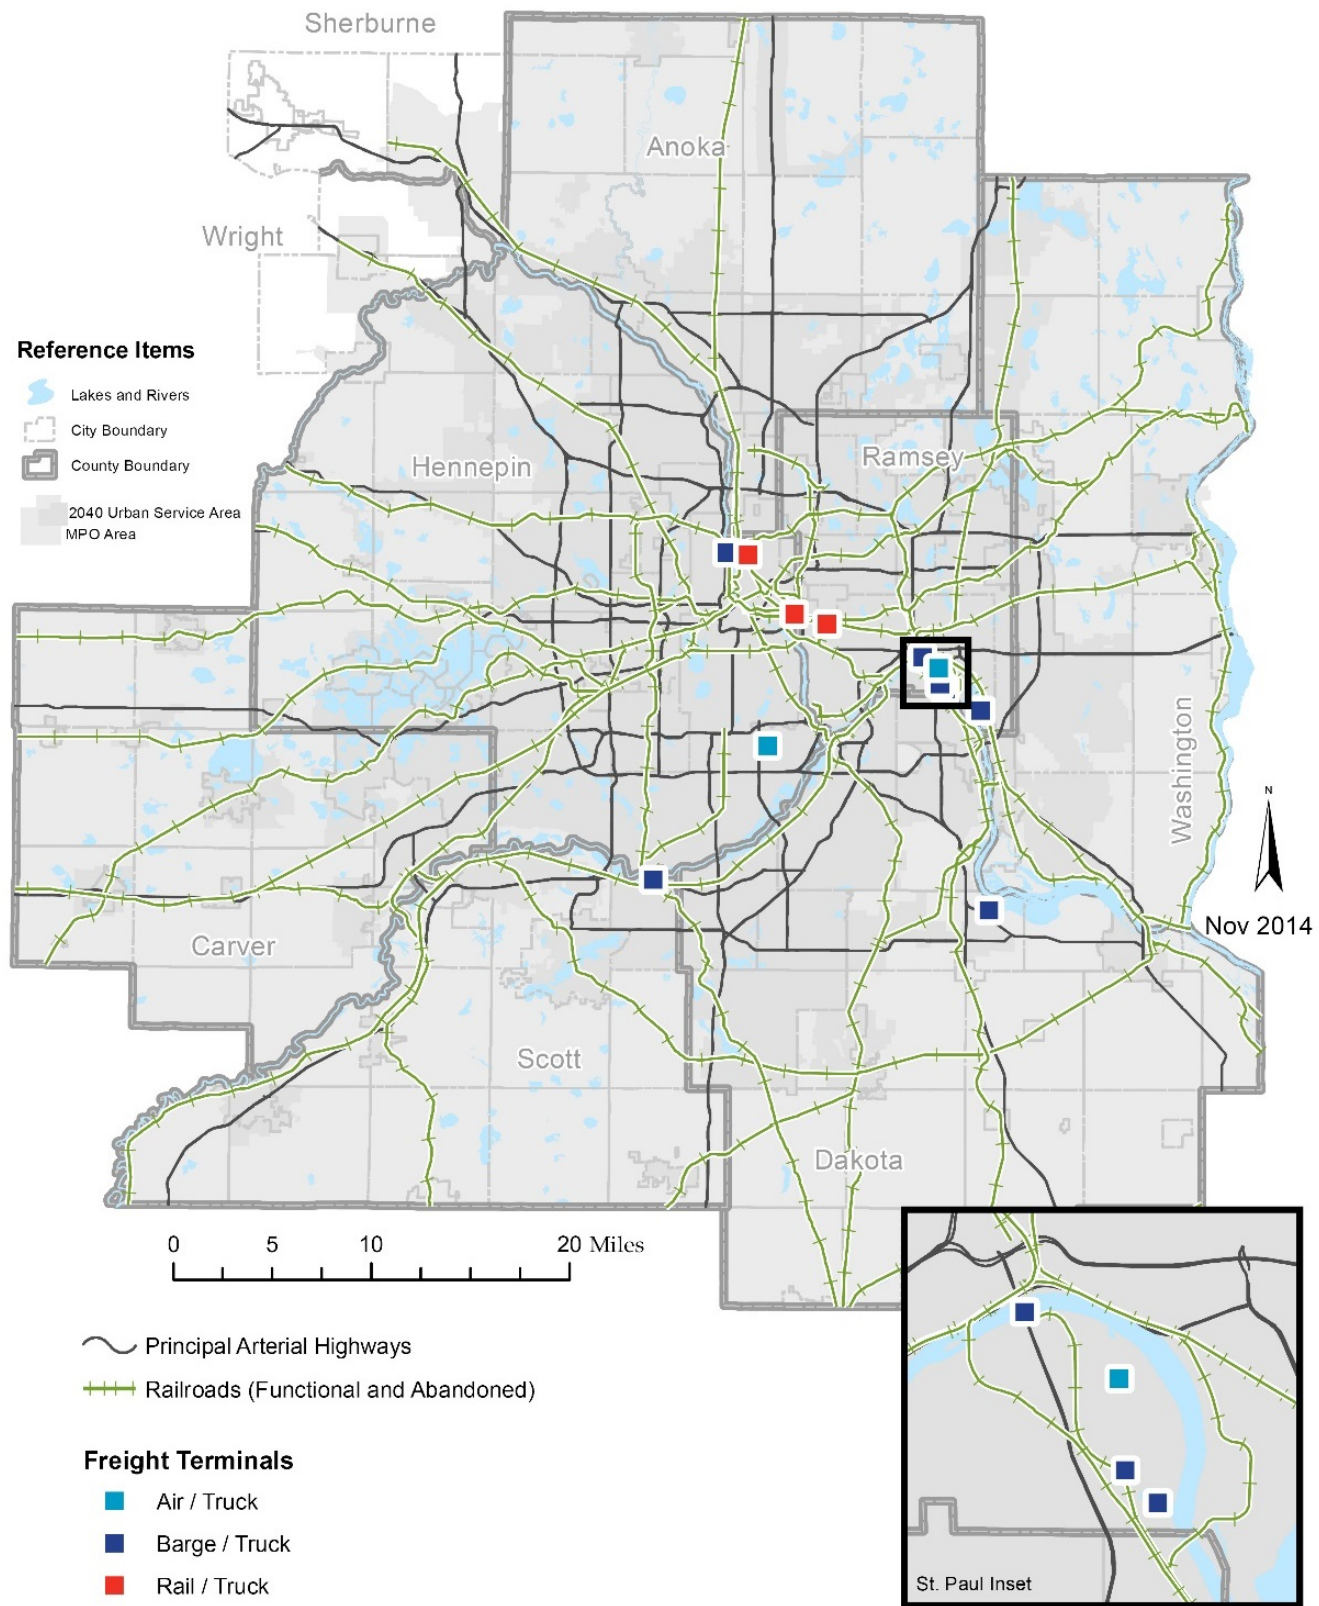 Sherburne
Anoka
Wright
Reference Items
Lakes and Rivers
City Boundary
County Boundary
2040 Urban Service Area
MPO Area
Hennepin
Ramsey
Washington
N
Nov 2014
Carver
Scott
Dakota
0 5 10 20 Miles
Principal Arterial Highways
Railroads (Functional and Abandoned)
Freight Terminals
Air / Truck
Barge / Truck
Rail / Truck
St. Paul Inset